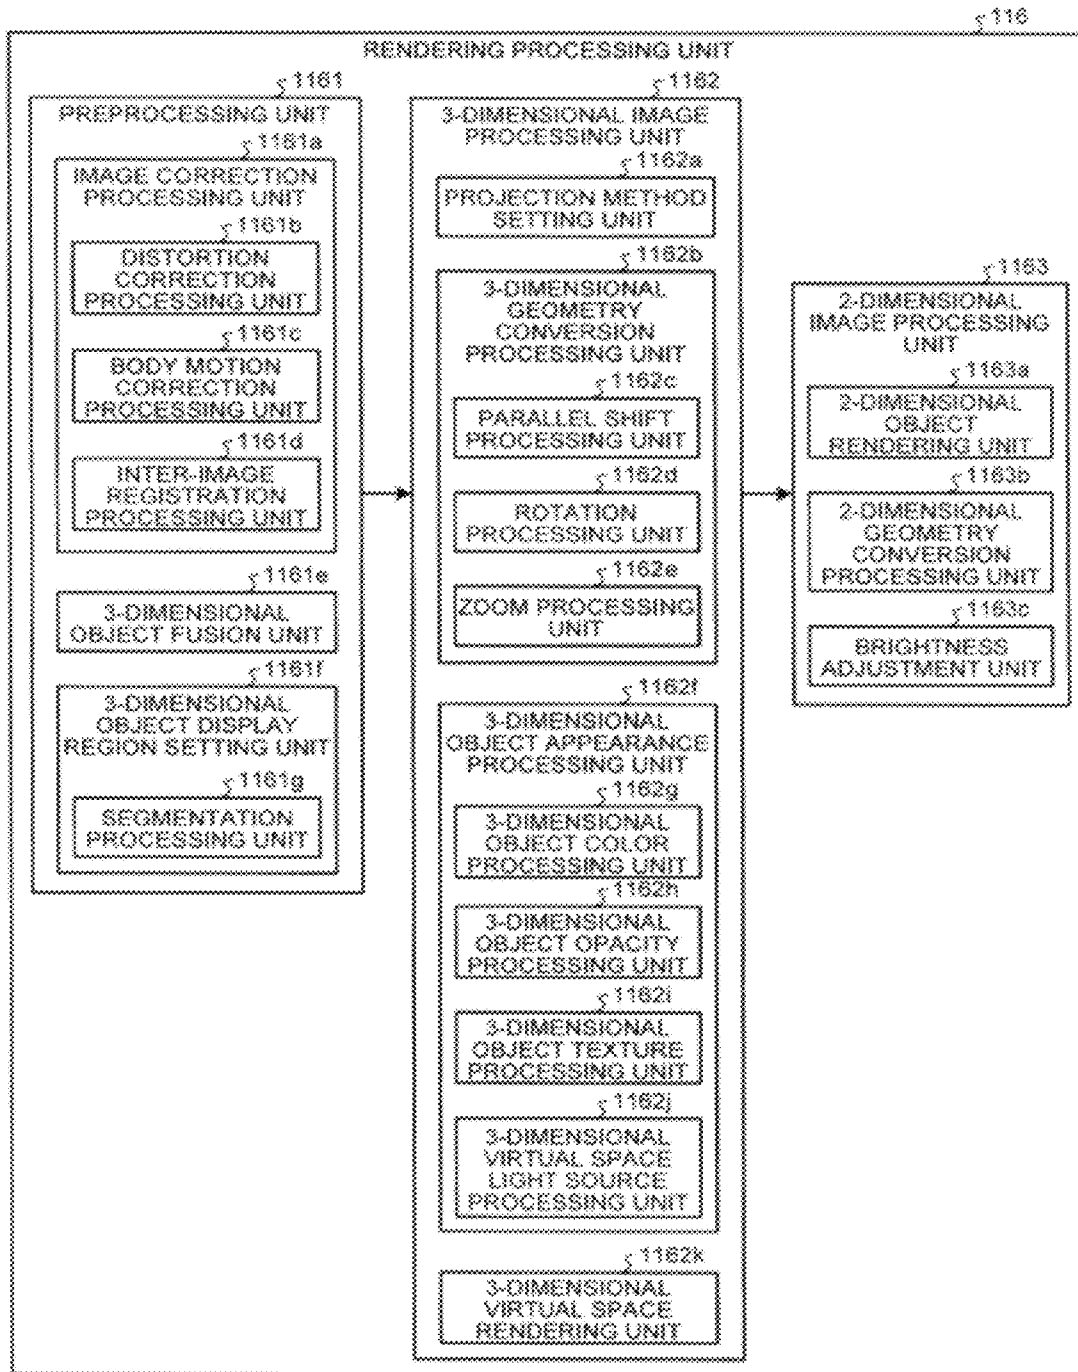 116
RENDERING PROCESSING UNIT
1161
PREPROCESSING UNIT
1161a
IMAGE CORRECTION
PROCESSING UNIT
1161b
DISTORTION
CORRECTION
PROCESSING UNIT
1161c
BODY MOTION
CORRECTION
PROCESSING UNIT
1161d
INTER-IMAGE
REGISTRATION
PROCESSING UNIT
1161e
3-DIMENSIONAL
OBJECT FUSION UNIT
1161f
3-DIMENSIONAL
OBJECT DISPLAY
REGION SETTING UNIT
1161g
SEGMENTATION
PROCESSING UNIT
1162
3-DIMENSIONAL IMAGE
PROCESSING UNIT
1162a
PROJECTION METHOD
SETTING UNIT
1162b
3-DIMENSIONAL
GEOMETRY
CONVERSION
PROCESSING UNIT
1162c
PARALLEL SHIFT
PROCESSING UNIT
1162d
ROTATION
PROCESSING UNIT
1162e
ZOOM PROCESSING
UNIT
1162f
3-DIMENSIONAL
OBJECT APPEARANCE
PROCESSING UNIT
1162g
3-DIMENSIONAL
OBJECT COLOR
PROCESSING UNIT
1162h
3-DIMENSIONAL
OBJECT OPACITY
PROCESSING UNIT
1162i
3-DIMENSIONAL
OBJECT TEXTURE
PROCESSING UNIT
1162j
3-DIMENSIONAL
VIRTUAL SPACE
LIGHT SOURCE
PROCESSING UNIT
1162k
3-DIMENSIONAL
VIRTUAL SPACE
RENDERING UNIT
1163
2-DIMENSIONAL
IMAGE PROCESSING
UNIT
1163a
2-DIMENSIONAL
OBJECT
RENDERING UNIT
1163b
2-DIMENSIONAL
GEOMETRY
CONVERSION
PROCESSING UNIT
1163c
BRIGHTNESS
ADJUSTMENT UNIT